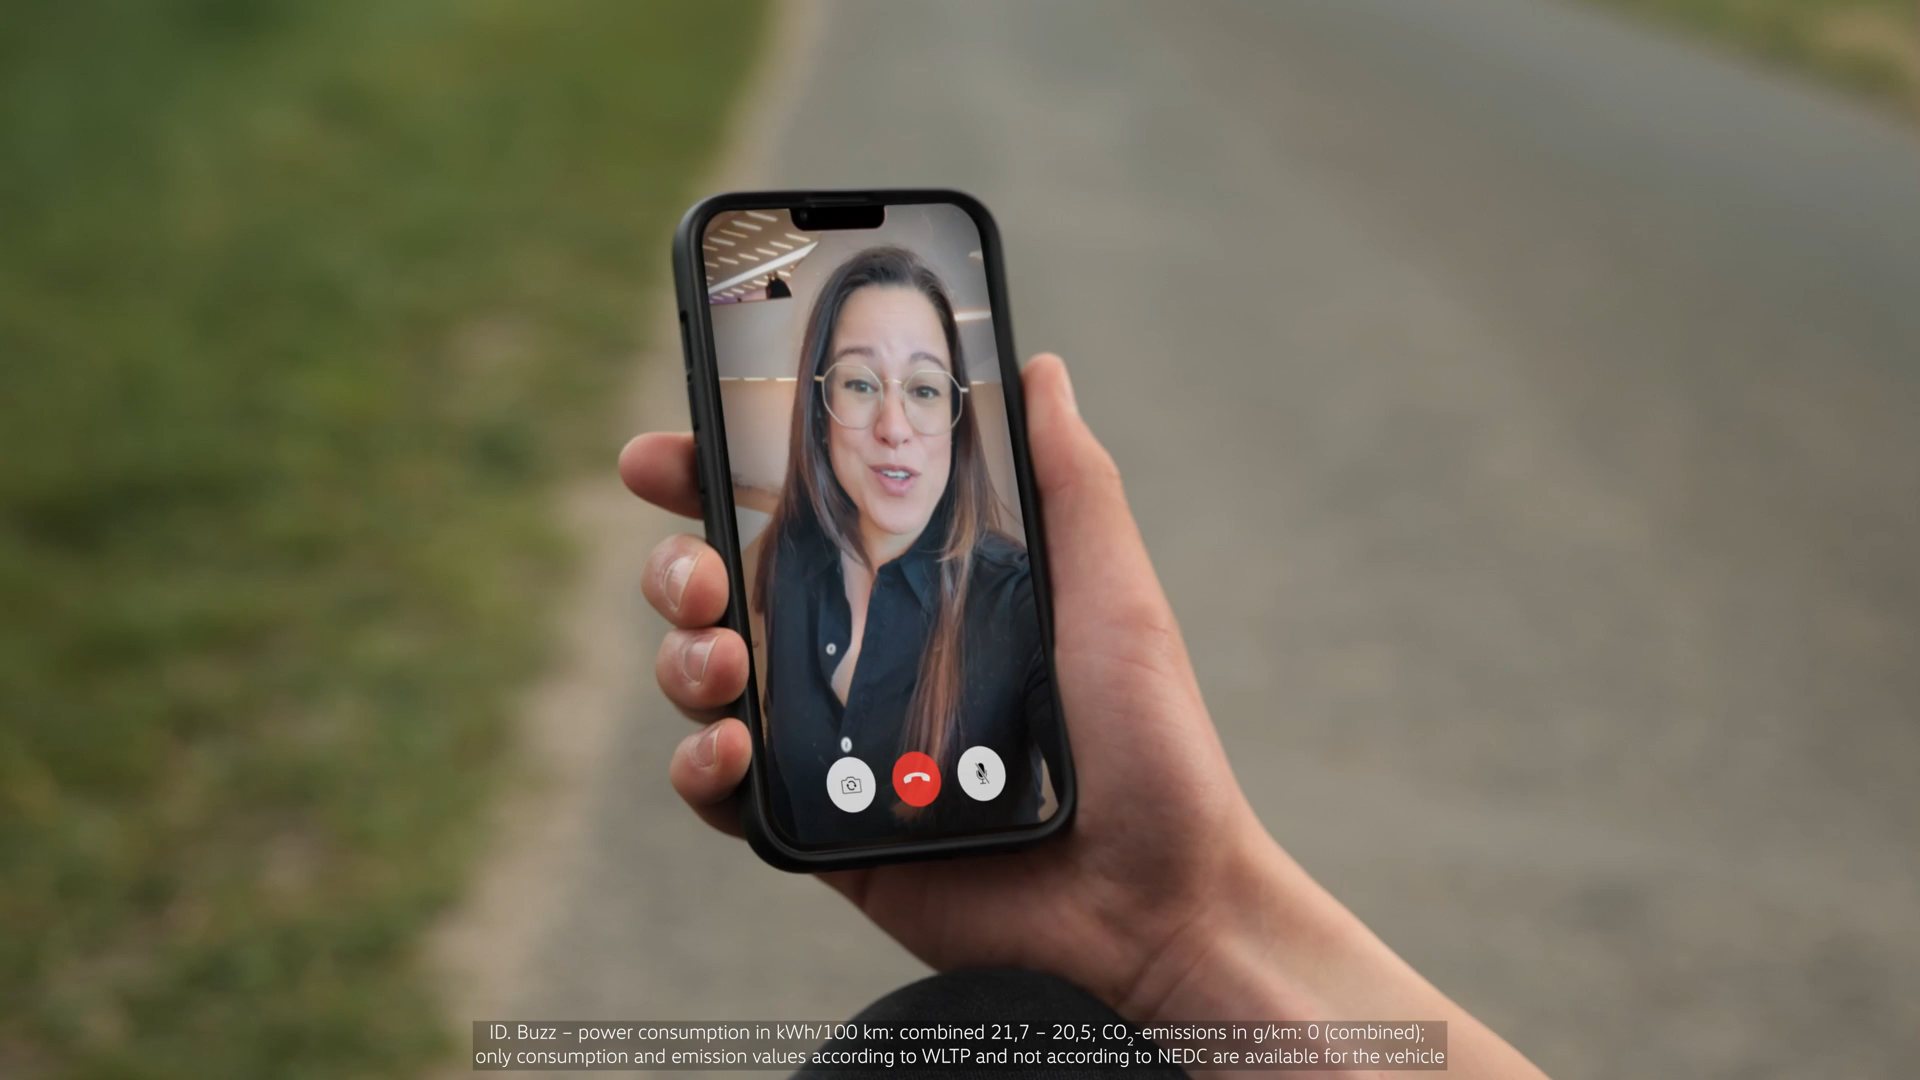 ID. Buzz – power consumption in kWh/100 km: combined 21,7 – 20,5; CO₂-emissions in g/km: 0 (combined);
only consumption and emission values according to WLTP and not according to NEDC are available for the vehicle